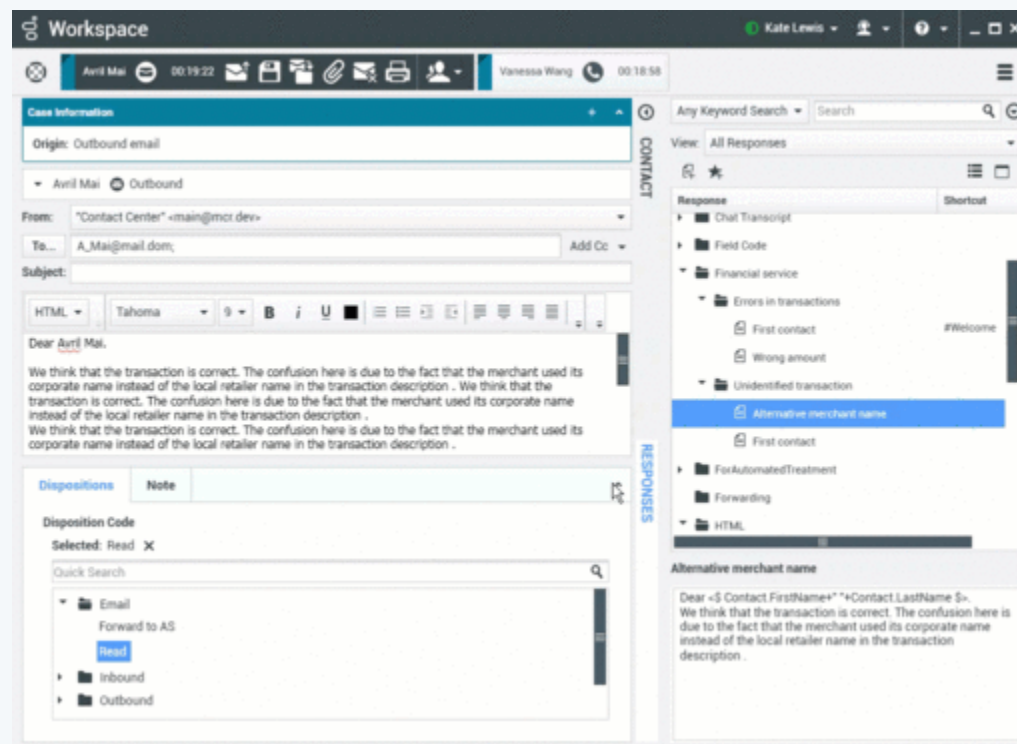 Workspace
Kate Lewis
Avril Mai 00:19:22
Vanessa Wang 00:18:58
Case Information
Origin: Outbound email
Avril Mai Outbound
From: "Contact Center" <main@mcr.dev>
To... A_Mai@mail.dom;
Add Cc
Subject:
HTML Tahoma 9 B i U
Dear Avril Mai.
We think that the transaction is correct. The confusion here is due to the fact that the merchant used its
corporate name instead of the local retailer name in the transaction description . We think that the
transaction is correct. The confusion here is due to the fact that the merchant used its corporate name
instead of the local retailer name in the transaction description .
We think that the transaction is correct. The confusion here is due to the fact that the merchant used its
corporate name instead of the local retailer name in the transaction description .
Dispositions Note
Disposition Code
Selected: Read
Quick Search
Email
Forward to AS
Read
Inbound
Outbound
CONTACT
RESPONSES
Any Keyword Search Search
View: All Responses
Response Shortcut
Chat Transcript
Field Code
Financial service
Errors in transactions
First contact #Welcome
Wrong amount
Unidentified transaction
Alternative merchant name
First contact
ForAutomatedTreatment
Forwarding
HTML
Alternative merchant name
Dear <$ Contact.FirstName+" "+Contact.LastName $>.
We think that the transaction is correct. The confusion here is
due to the fact that the merchant used its corporate name
instead of the local retailer name in the transaction
description .